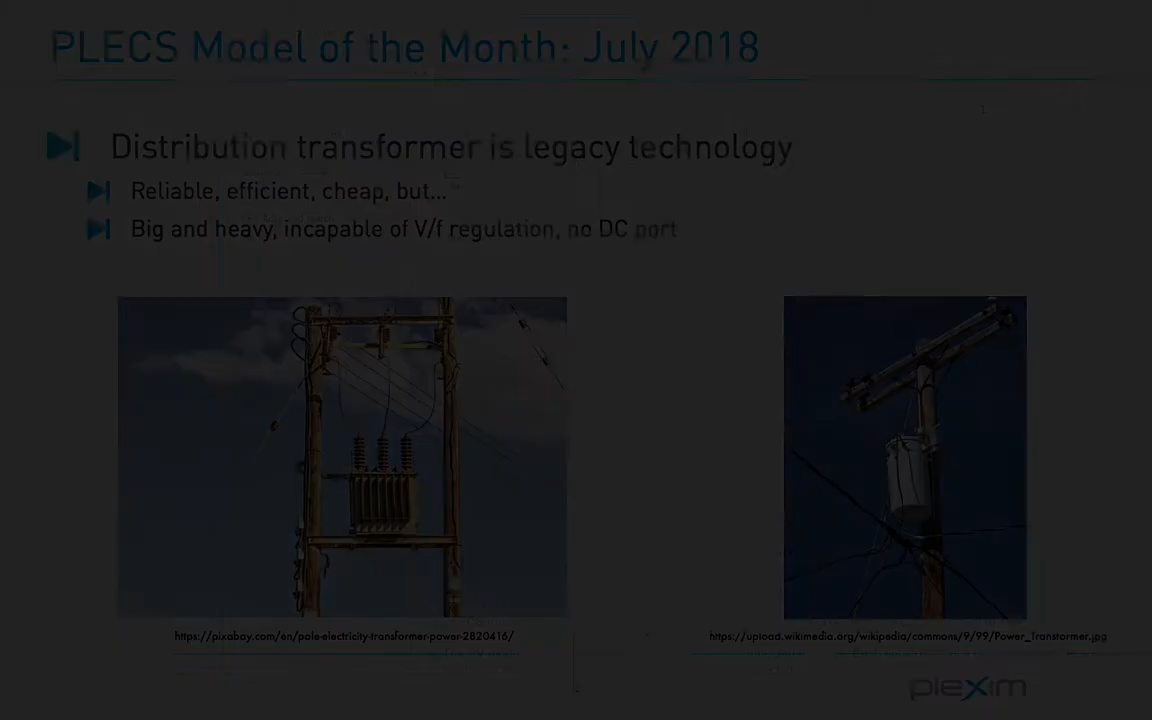 PLECS Model of the Month: July 2018
Distribution transformer is legacy technology
Reliable, efficient, cheap, but...
Big and heavy, incapable of V/f regulation, no DC port
https://pixabay.com/en/pole-electricity-transformer-power-2820416/
https://upload.wikimedia.org/wikipedia/commons/9/99/Power_Transformer.jpg
plexim